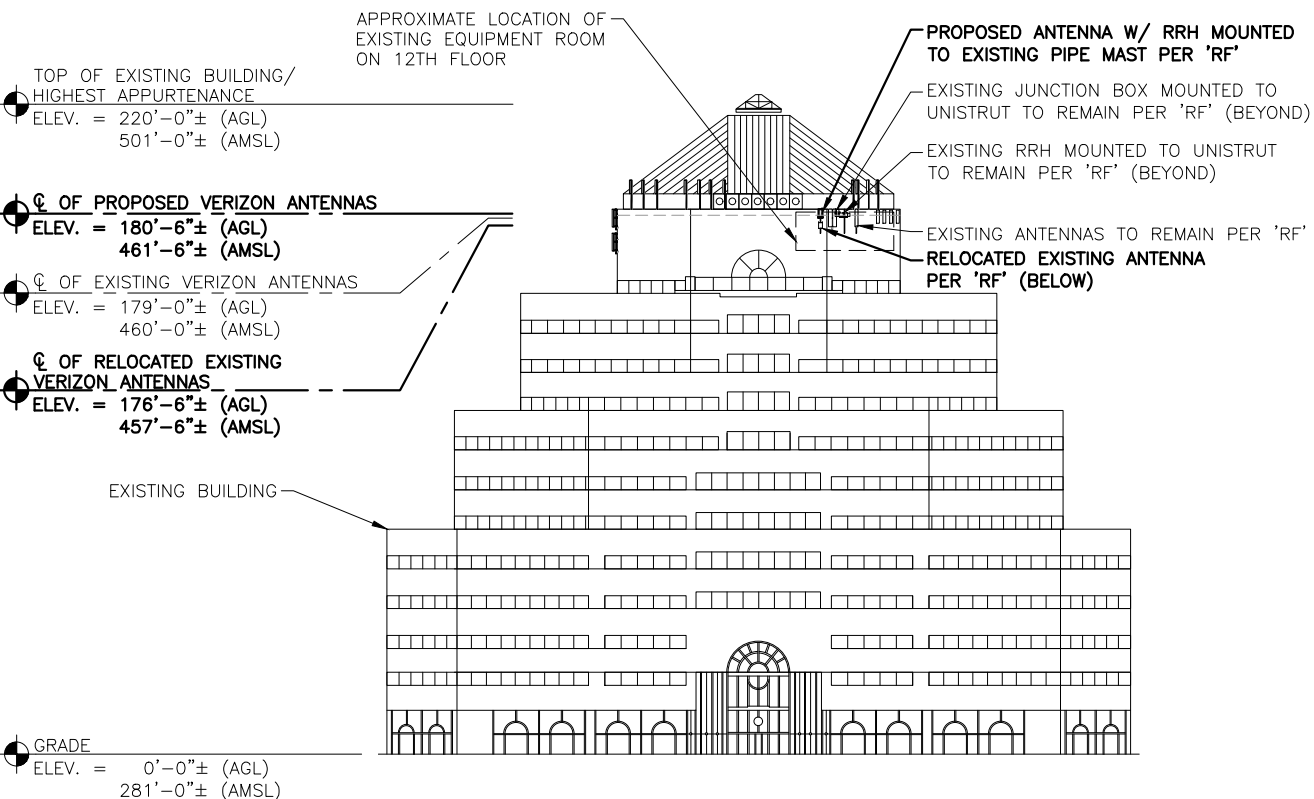 APPROXIMATE LOCATION OF
EXISTING EQUIPMENT ROOM
ON 12TH FLOOR
PROPOSED ANTENNA W/ RRH MOUNTED
TO EXISTING PIPE MAST PER 'RF'
EXISTING JUNCTION BOX MOUNTED TO
UNISTRUT TO REMAIN PER 'RF' (BEYOND)
EXISTING RRH MOUNTED TO UNISTRUT
TO REMAIN PER 'RF' (BEYOND)
EXISTING ANTENNAS TO REMAIN PER 'RF'
RELOCATED EXISTING ANTENNA
PER 'RF' (BELOW)
TOP OF EXISTING BUILDING/
HIGHEST APPURTENANCE
ELEV. = 220'-0"± (AGL)
501'-0"± (AMSL)
℄ OF PROPOSED VERIZON ANTENNAS
ELEV. = 180'-6"± (AGL)
461'-6"± (AMSL)
℄ OF EXISTING VERIZON ANTENNAS
ELEV. = 179'-0"± (AGL)
460'-0"± (AMSL)
℄ OF RELOCATED EXISTING
VERIZON ANTENNAS
ELEV. = 176'-6"± (AGL)
457'-6"± (AMSL)
EXISTING BUILDING
GRADE
ELEV. = 0'-0"± (AGL)
281'-0"± (AMSL)